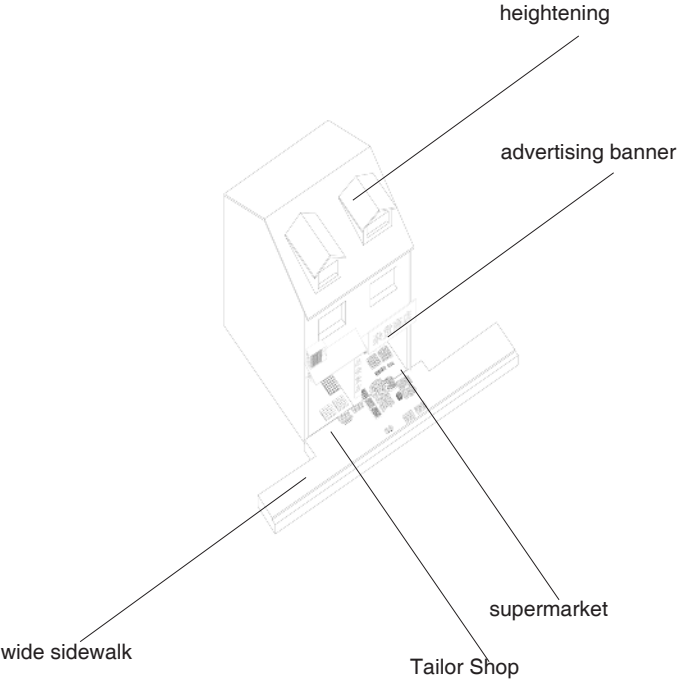 heightening
advertising banner
supermarket
wide sidewalk
Tailor Shop